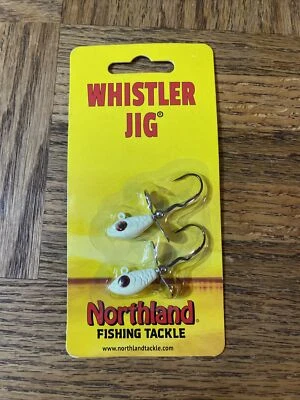 WHISTLER
JIG®
Northland®
FISHING TACKLE
www.northlandtackle.com